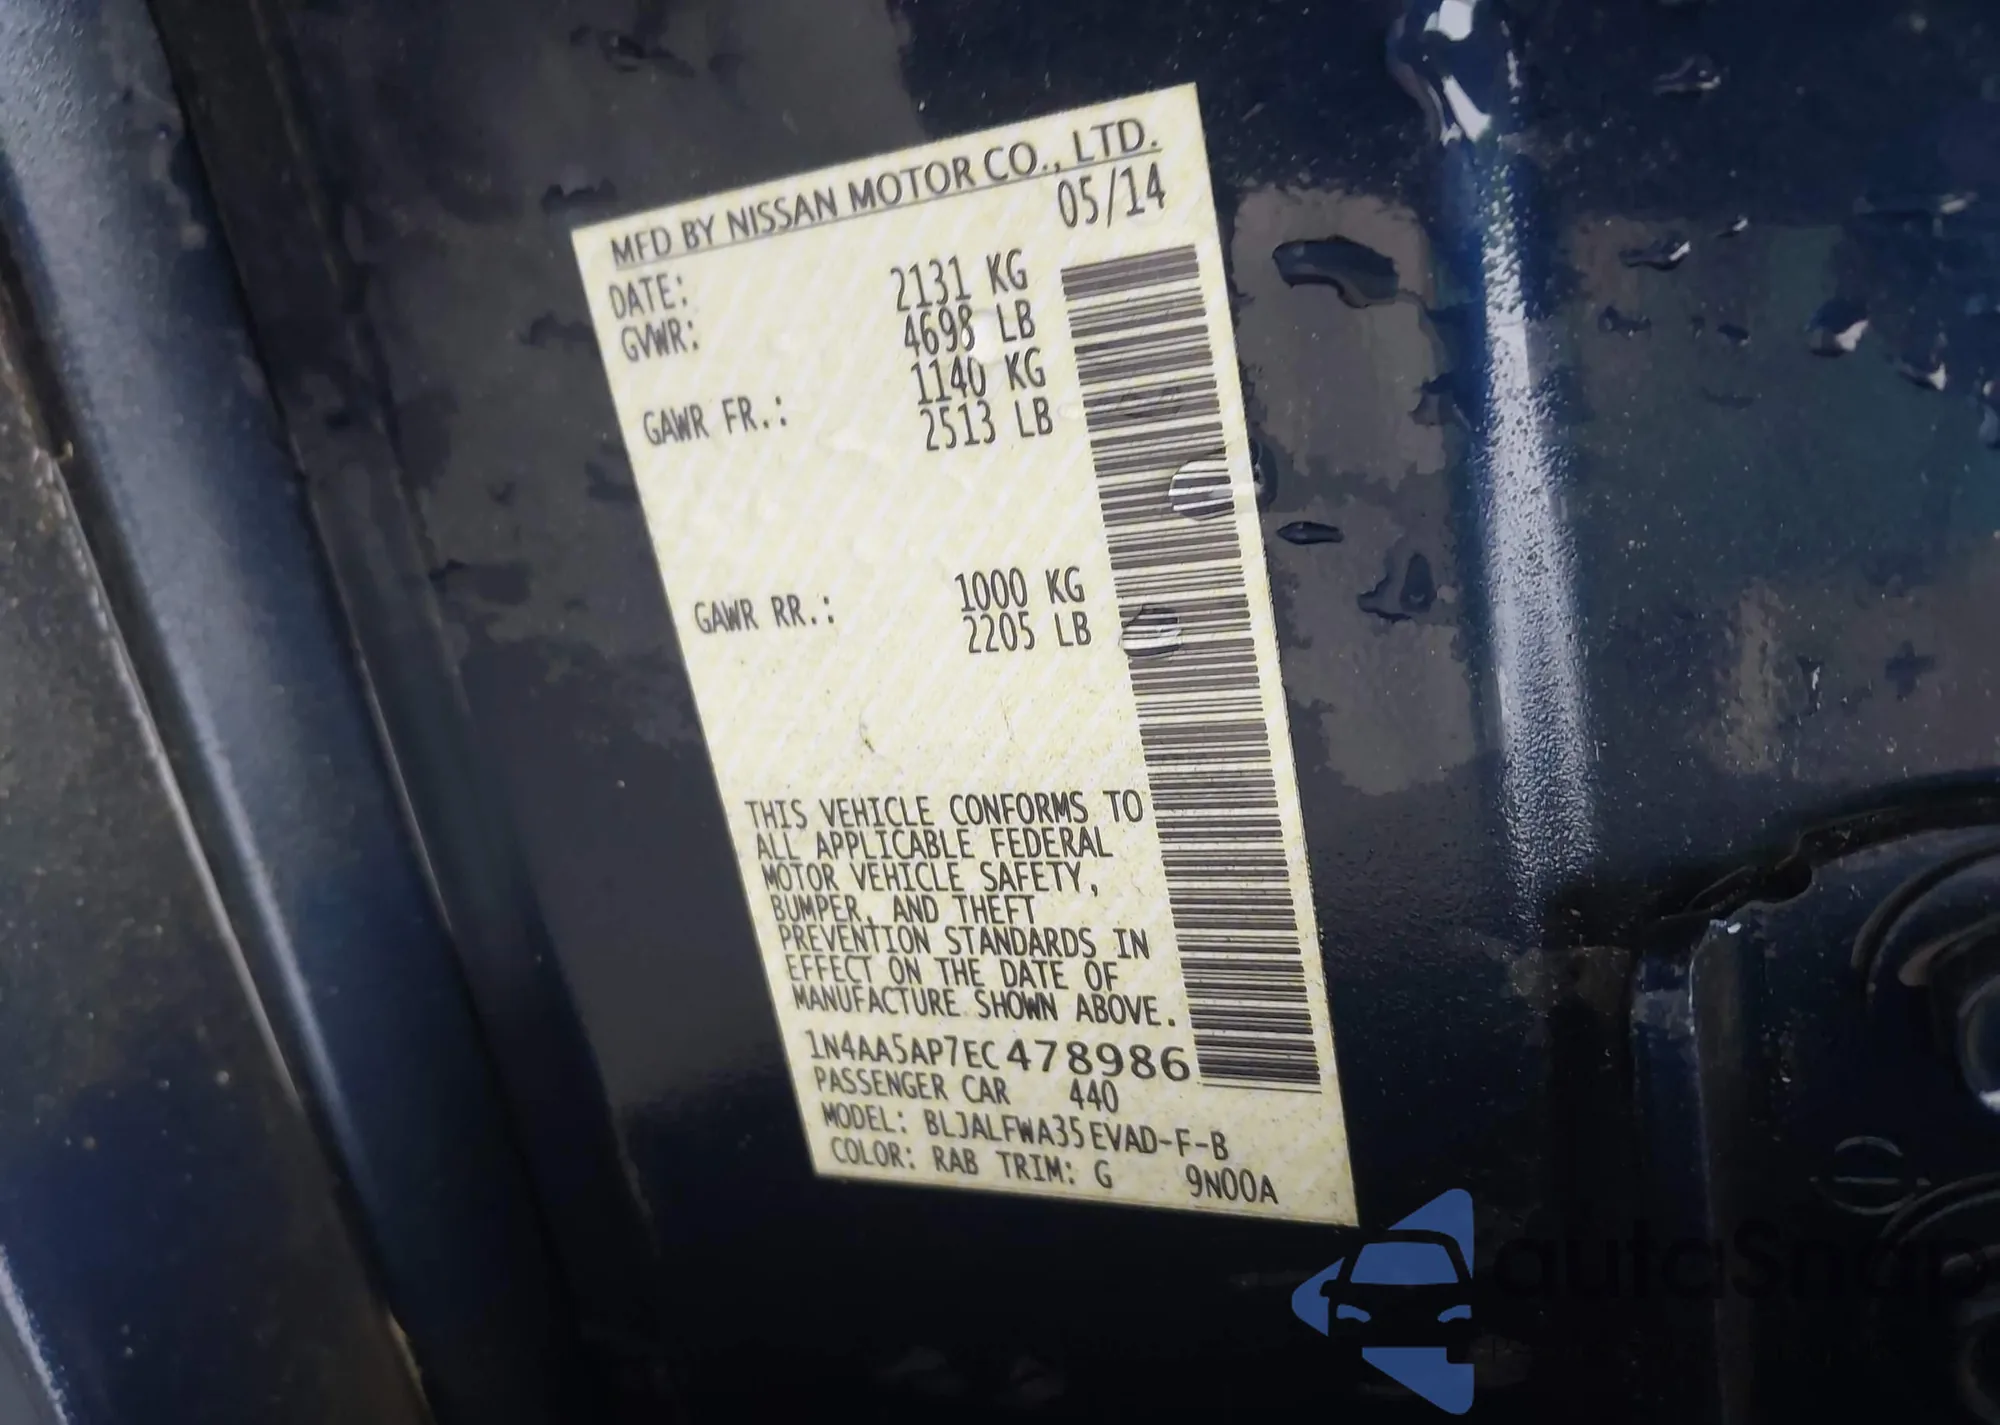 MFD BY NISSAN MOTOR CO., LTD.
DATE: 05/14
GVWR: 2131 KG
4698 LB
GAWR FR.: 1140 KG
2513 LB
GAWR RR.: 1000 KG
2205 LB
THIS VEHICLE CONFORMS TO
ALL APPLICABLE FEDERAL
MOTOR VEHICLE SAFETY,
BUMPER, AND THEFT
PREVENTION STANDARDS IN
EFFECT ON THE DATE OF
MANUFACTURE SHOWN ABOVE.
1N4AA5AP7EC478986
PASSENGER CAR 440
MODEL: BLJALFWA35EVAD-F-B
COLOR: RAB TRIM: G 9N00A
autoSnap